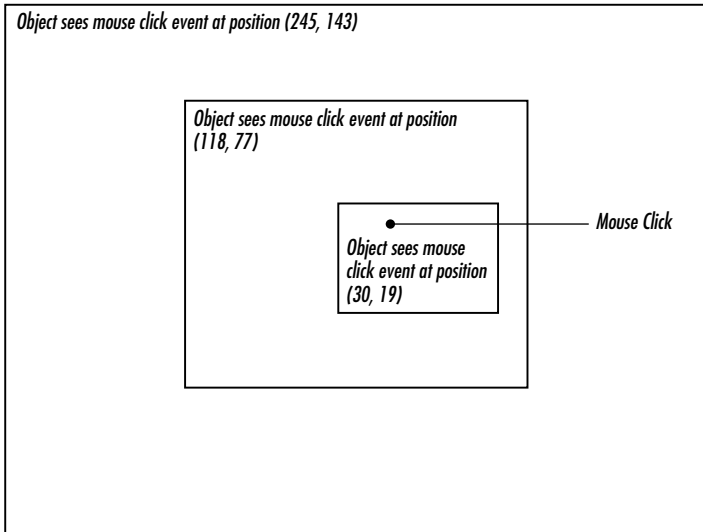 Object sees mouse click event at position (245, 143)
Object sees mouse click event at position
(118, 77)
Mouse Click
Object sees mouse
click event at position
(30, 19)